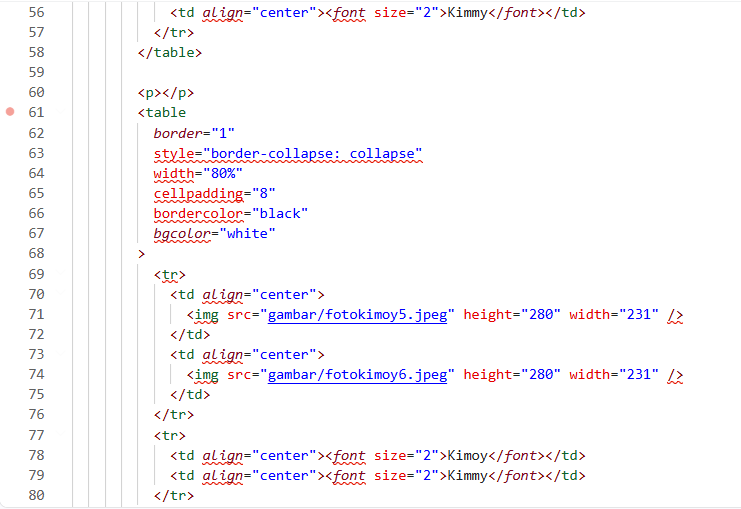 56 <td align="center"><font size="2">Kimmy</font></td>
57 </tr>
58 </table>
59
60 <p></p>
61 <table
62 border="1"
63 style="border-collapse: collapse"
64 width="80%"
65 cellpadding="8"
66 bordercolor="black"
67 bgcolor="white"
68 >
69 <tr>
70 <td align="center">
71 <img src="gambar/fotokimoy5.jpeg" height="280" width="231" />
72 </td>
73 <td align="center">
74 <img src="gambar/fotokimoy6.jpeg" height="280" width="231" />
75 </td>
76 </tr>
77 <tr>
78 <td align="center"><font size="2">Kimoy</font></td>
79 <td align="center"><font size="2">Kimmy</font></td>
80 </tr>